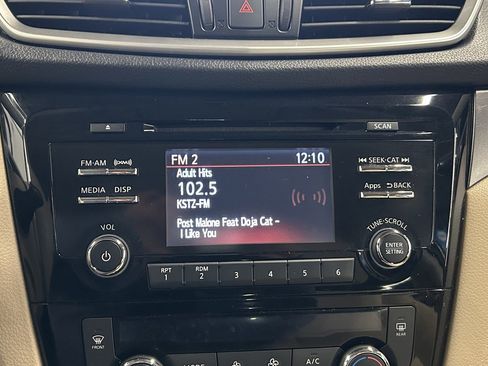 SCAN
FM 2 12:10
Adult Hits
102.5
KSTZ-FM
Post Malone Feat Doja Cat -
I Like You
FM·AM (((XM)))
MEDIA DISP
VOL
SEEK·CAT
Apps BACK
TUNE·SCROLL
ENTER
SETTING
RPT
1
RDM
2
3 4 5 6
FRONT
MODE
A/C
REAR